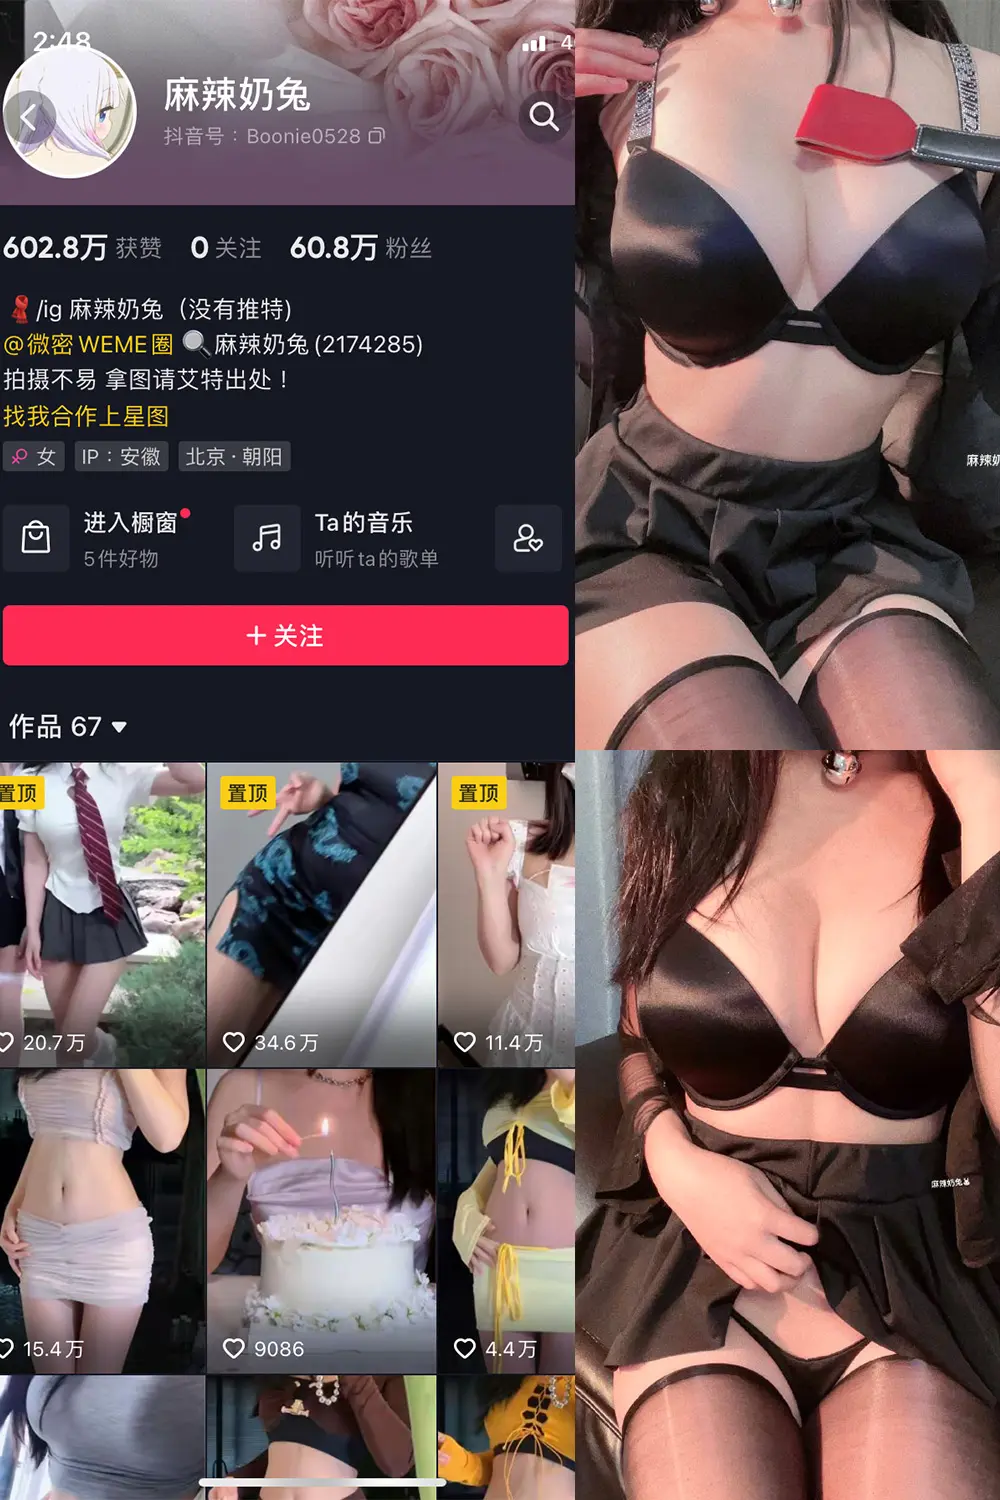 2:48
4
麻辣奶兔
抖音号：Boonie0528
602.8万 获赞 0 关注 60.8万 粉丝
/ig 麻辣奶兔（没有推特)
@微密 WEME圈 麻辣奶兔 (2174285)
拍摄不易 拿图请艾特出处！
找我合作上星图
女 IP：安徽 北京·朝阳
进入橱窗 Ta的音乐
5件好物 听听ta的歌单
+ 关注
作品 67
置顶 置顶 置顶
20.7万 34.6万 11.4万
15.4万 9086 4.4万
麻辣奶
麻辣奶兔